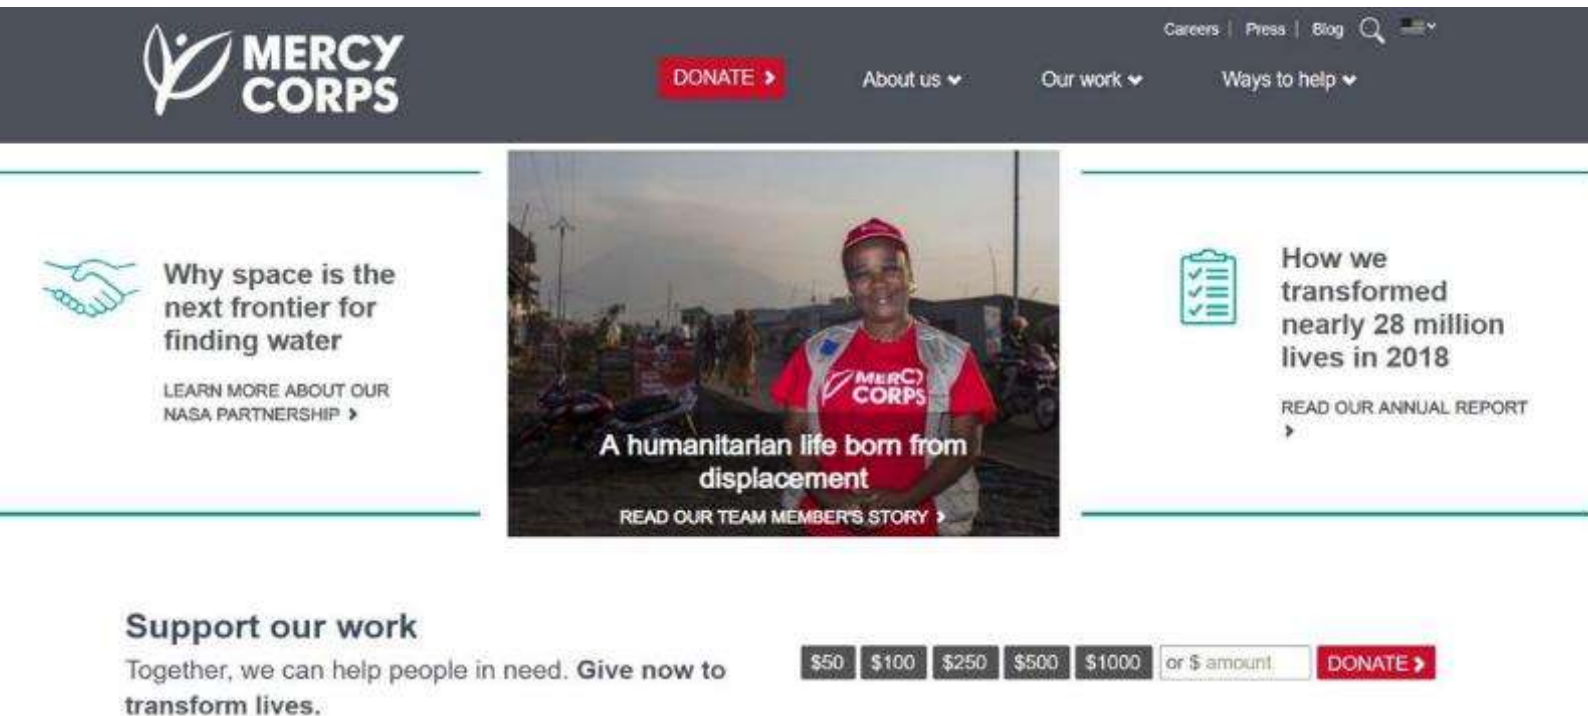 MERCY
CORPS
Careers | Press | Blog
DONATE
About us
Our work
Ways to help
Why space is the
next frontier for
finding water
LEARN MORE ABOUT OUR
NASA PARTNERSHIP
MERCY
CORPS
A humanitarian life born from
displacement
READ OUR TEAM MEMBER'S STORY
How we
transformed
nearly 28 million
lives in 2018
READ OUR ANNUAL REPORT
Support our work
Together, we can help people in need. Give now to
transform lives.
$50 $100 $250 $500 $1000 or $ amount DONATE